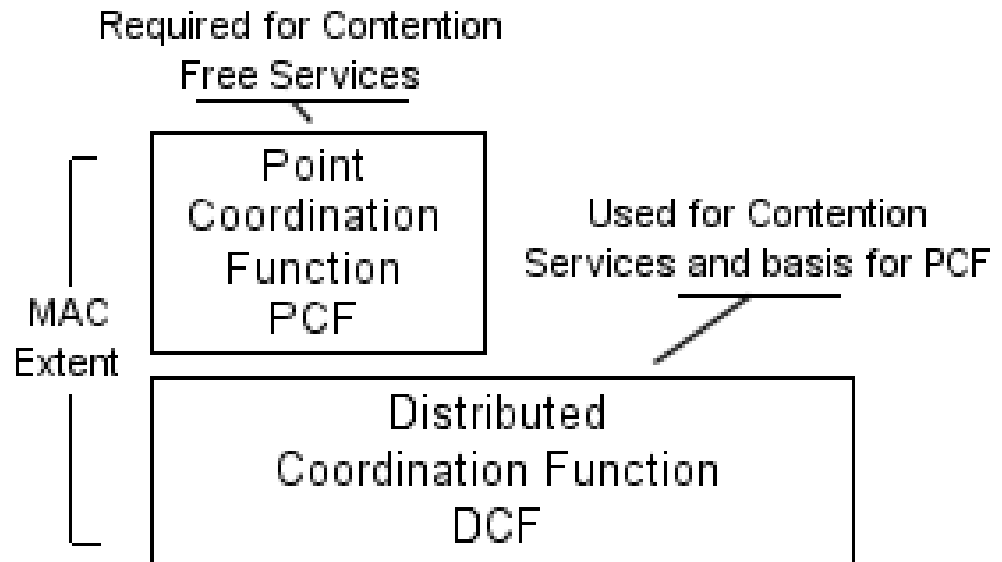 Required for Contention
Free Services
Point
Coordination
Function
PCF
Used for Contention
Services and basis for PCF
MAC
Extent
Distributed
Coordination Function
DCF